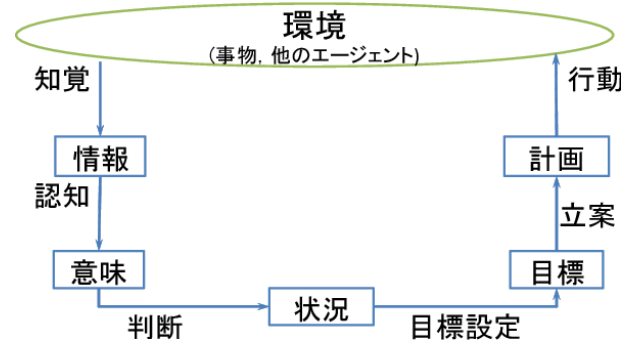 環境
(事物, 他のエージェント)
知覚
行動
情報
計画
認知
立案
意味
目標
状況
判断
目標設定